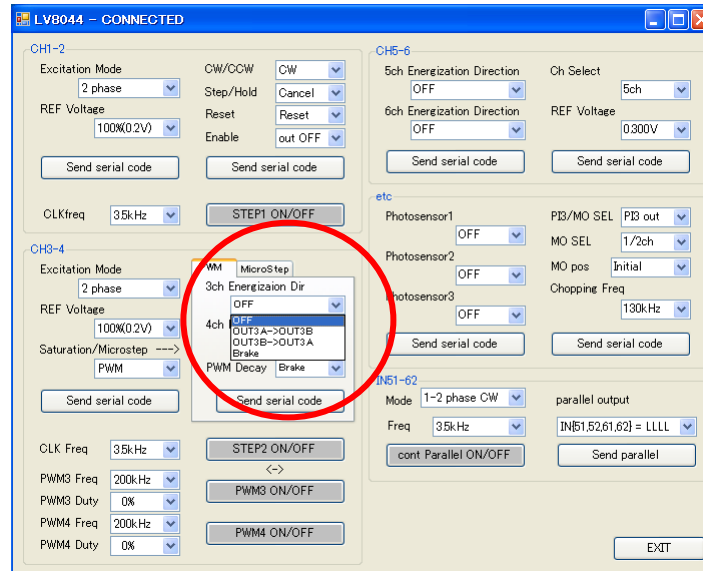 LV8044 - CONNECTED
CH1-2
Excitation Mode
2 phase
REF Voltage
100%(0.2V)
Send serial code
CW/CCW CW
Step/Hold Cancel
Reset Reset
Enable out OFF
Send serial code
CLKfreq 3.5kHz
STEP1 ON/OFF
CH3-4
Excitation Mode
2 phase
REF Voltage
100%(0.2V)
Saturation/Microstep --->
PWM
Send serial code
WM MicroStep
3ch Energizaion Dir
OFF
OFF
OUT3A->OUT3B
OUT3B->OUT3A
Brake
4ch
PWM Decay Brake
Send serial code
CLK Freq 3.5kHz
PWM3 Freq 200kHz
PWM3 Duty 0%
PWM4 Freq 200kHz
PWM4 Duty 0%
STEP2 ON/OFF
<->
PWM3 ON/OFF
PWM4 ON/OFF
CH5-6
5ch Energization Direction
OFF
6ch Energization Direction
OFF
Send serial code
Ch Select
5ch
REF Voltage
0.300V
Send serial code
etc
Photosensor1
OFF
Photosensor2
OFF
hotosensor3
OFF
Send serial code
PI3/MO SEL PI3 out
MO SEL 1/2ch
MO pos Initial
Chopping Freq
130kHz
Send serial code
IN51-62
Mode 1-2 phase CW
Freq 3.5kHz
cont Parallel ON/OFF
parallel output
IN{51,52,61,62} = LLLL
Send parallel
EXIT